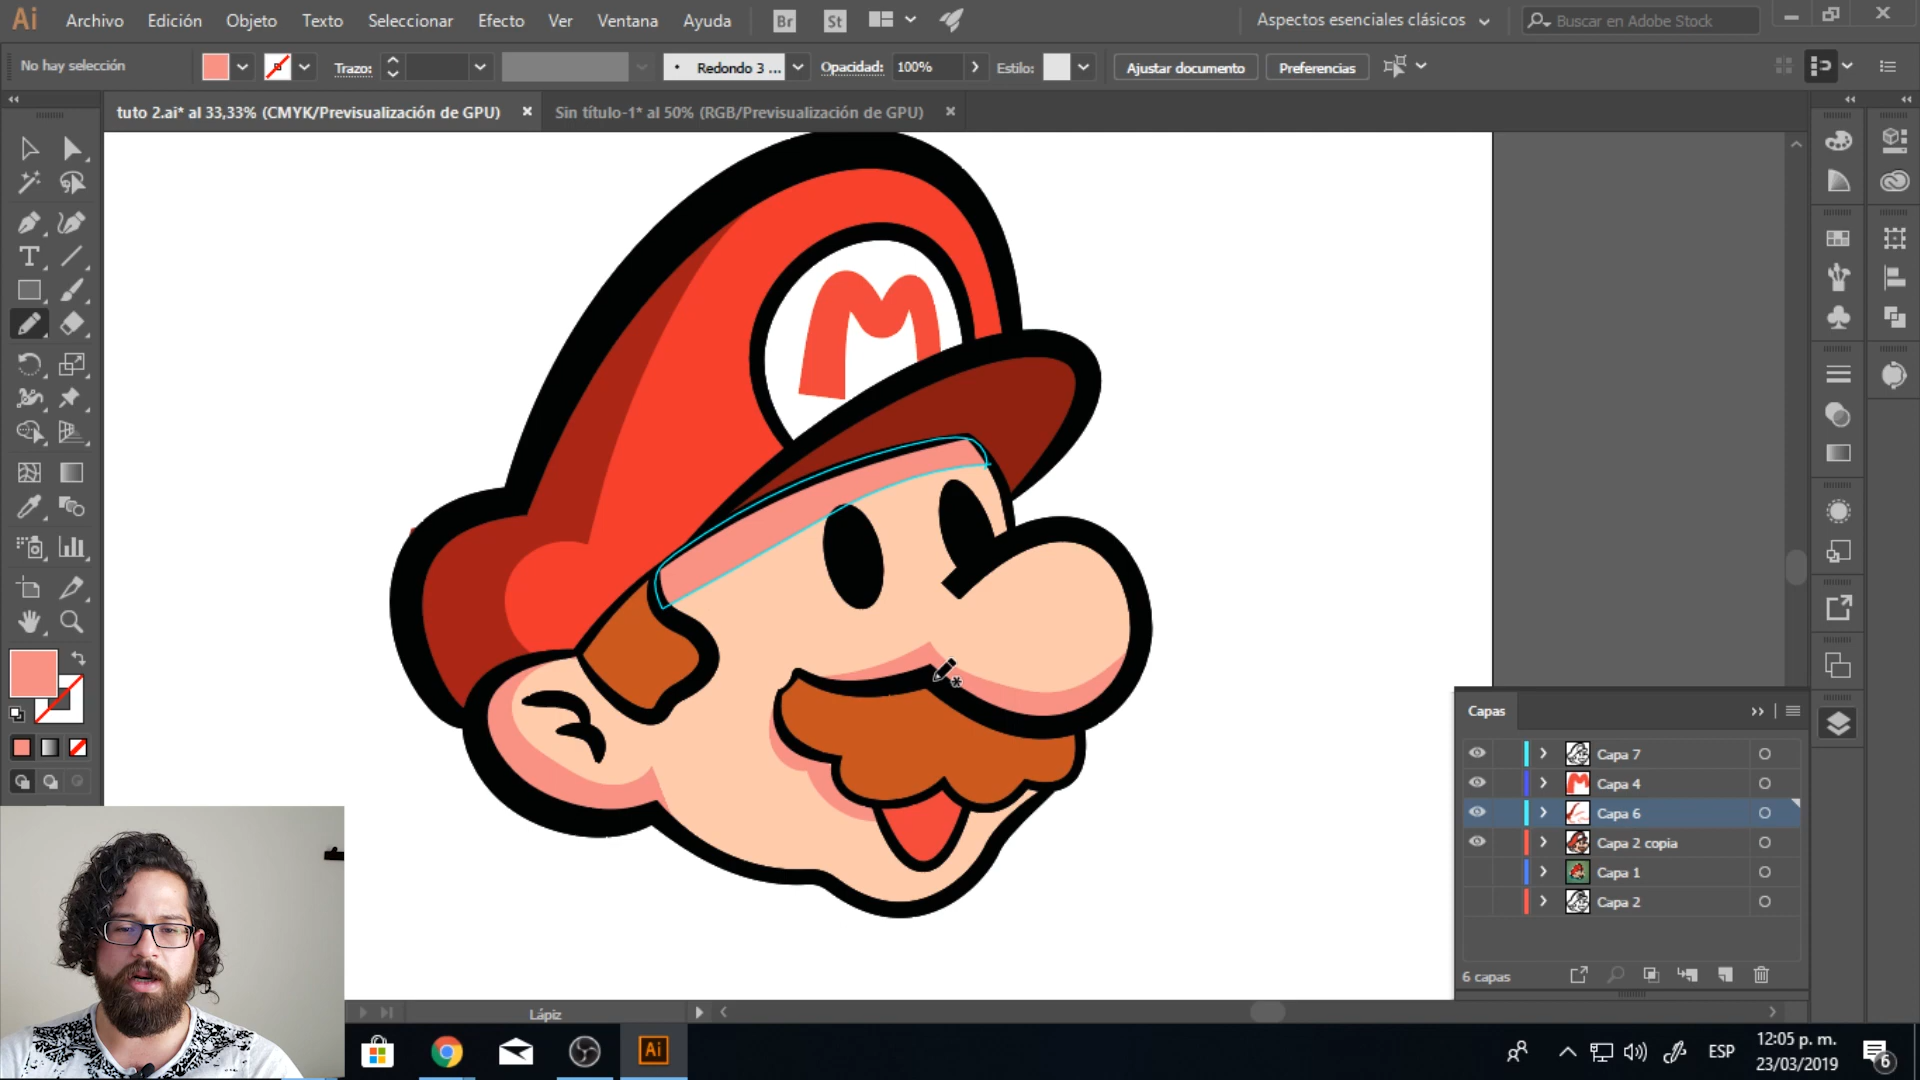 Ai Archivo Edición Objeto Texto Seleccionar Efecto Ver Ventana Ayuda Br St Aspectos esenciales clásicos Buscar en Adobe Stock
No hay selección Trazo: Redondo 3 ... Opacidad: 100% Estilo: Ajustar documento Preferencias
tuto 2.ai* al 33,33% (CMYK/Previsualización de GPU) × Sin título-1* al 50% (RGB/Previsualización de GPU) ×
M
Capas
Capa 7
Capa 4
Capa 6
Capa 2 copia
Capa 1
Capa 2
6 capas
Lápiz
Ai
ESP
12:05 p. m.
23/03/2019
6